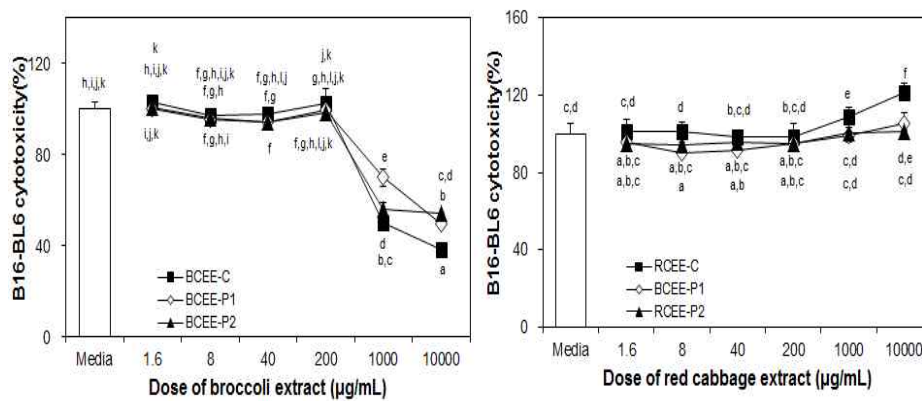 B16-BL6 cytotoxicity(%)
120
80
40
0
h,i,j,k
k
h,i,j,k
i,j,k
f,g,h,i,j,k
f,g,h
f,g,h,i
f,g,h,I,j
f,g
f
j,k
g,h,I,j,k
f,g,h,I,j,k
e
d
b,c
c,d
b
a
BCEE-C
BCEE-P1
BCEE-P2
Media 1.6 8 40 200 1000 10000
Dose of broccoli extract (μg/mL)
B16-BL6 cytotoxicity(%)
160
120
80
40
0
c,d
c,d
a,b,c
a,b,c
d
a,b,c
a
b,c,d
a,b,c
a,b
b,c,d
a,b,c
a,b,c
e
c,d
c,d
f
d,e
c,d
RCEE-C
BCEE-P1
RCEE-P2
Media 1.6 8 40 200 1000 10000
Dose of red cabbage extract (μg/mL)